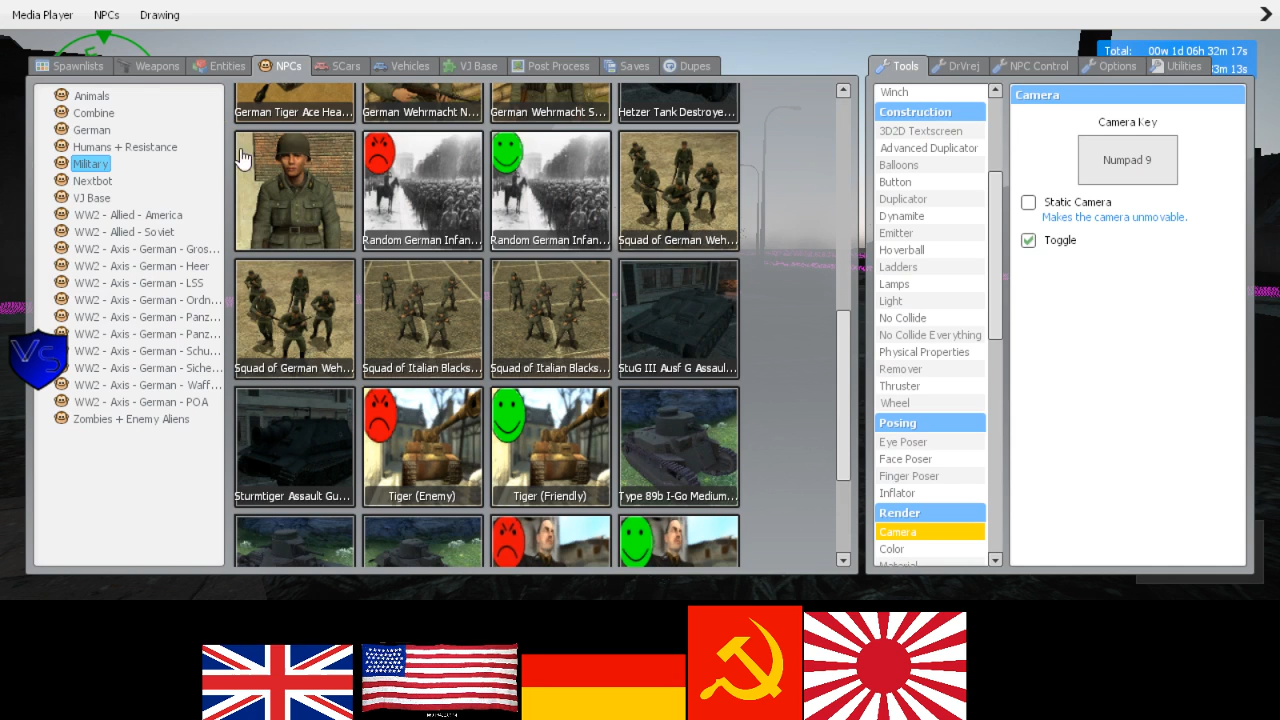 Media Player NPCs Drawing
Total: 00w 1d 06h 32m 17s
3m 13s
Spawnlists Weapons Entities NPCs SCars Vehicles VJ Base Post Process Saves Dupes
Tools DrVrej NPC Control Options Utilities
Animals
Combine
German
Humans + Resistance
Military
Nextbot
VJ Base
WW2 - Allied - America
WW2 - Allied - Soviet
WW2 - Axis - German - Gros...
WW2 - Axis - German - Heer
WW2 - Axis - German - LSS
WW2 - Axis - German - Ordn...
WW2 - Axis - German - Panz...
WW2 - Axis - German - Panz...
WW2 - Axis - German - Schu...
WW2 - Axis - German - Siche...
WW2 - Axis - German - Waff...
WW2 - Axis - German - POA
Zombies + Enemy Aliens
VS
German Tiger Ace Hea... German Wehrmacht N... German Wehrmacht S... Hetzer Tank Destroye...
Random German Infan... Random German Infan... Squad of German Weh...
Squad of German Weh... Squad of Italian Blacks... Squad of Italian Blacks... StuG III Ausf G Assaul...
Sturmtiger Assault Gu... Tiger (Enemy) Tiger (Friendly) Type 89b I-Go Medium...
Winch
Construction
3D2D Textscreen
Advanced Duplicator
Balloons
Button
Duplicator
Dynamite
Emitter
Hoverball
Ladders
Lamps
Light
No Collide
No Collide Everything
Physical Properties
Remover
Thruster
Wheel
Posing
Eye Poser
Face Poser
Finger Poser
Inflator
Render
Camera
Color
Material
Camera
Camera Key
Numpad 9
Static Camera
Makes the camera unmovable.
Toggle